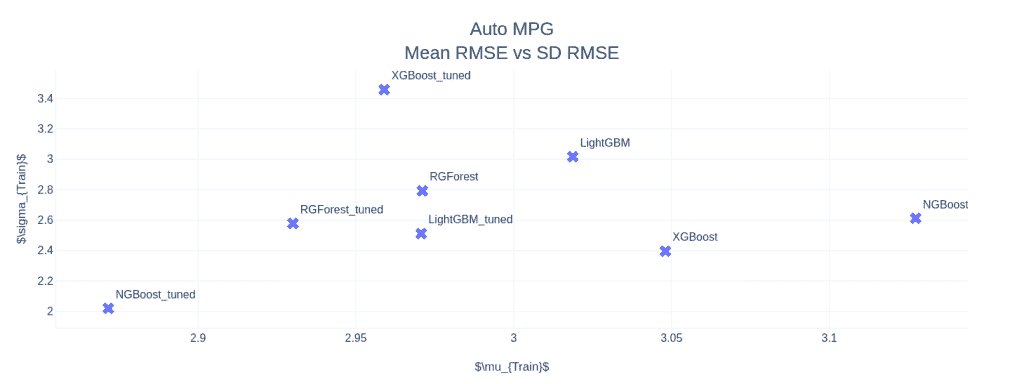 Auto MPG
Mean RMSE vs SD RMSE
XGBoost_tuned
3.4
3.2
LightGBM
3
RGForest
2.8
NGBoost
RGForest_tuned
LightGBM_tuned
2.6
XGBoost
2.4
2.2
NGBoost_tuned
2
$\sigma_{Train}$
2.9
2.95
3
3.05
3.1
$\mu_{Train}$